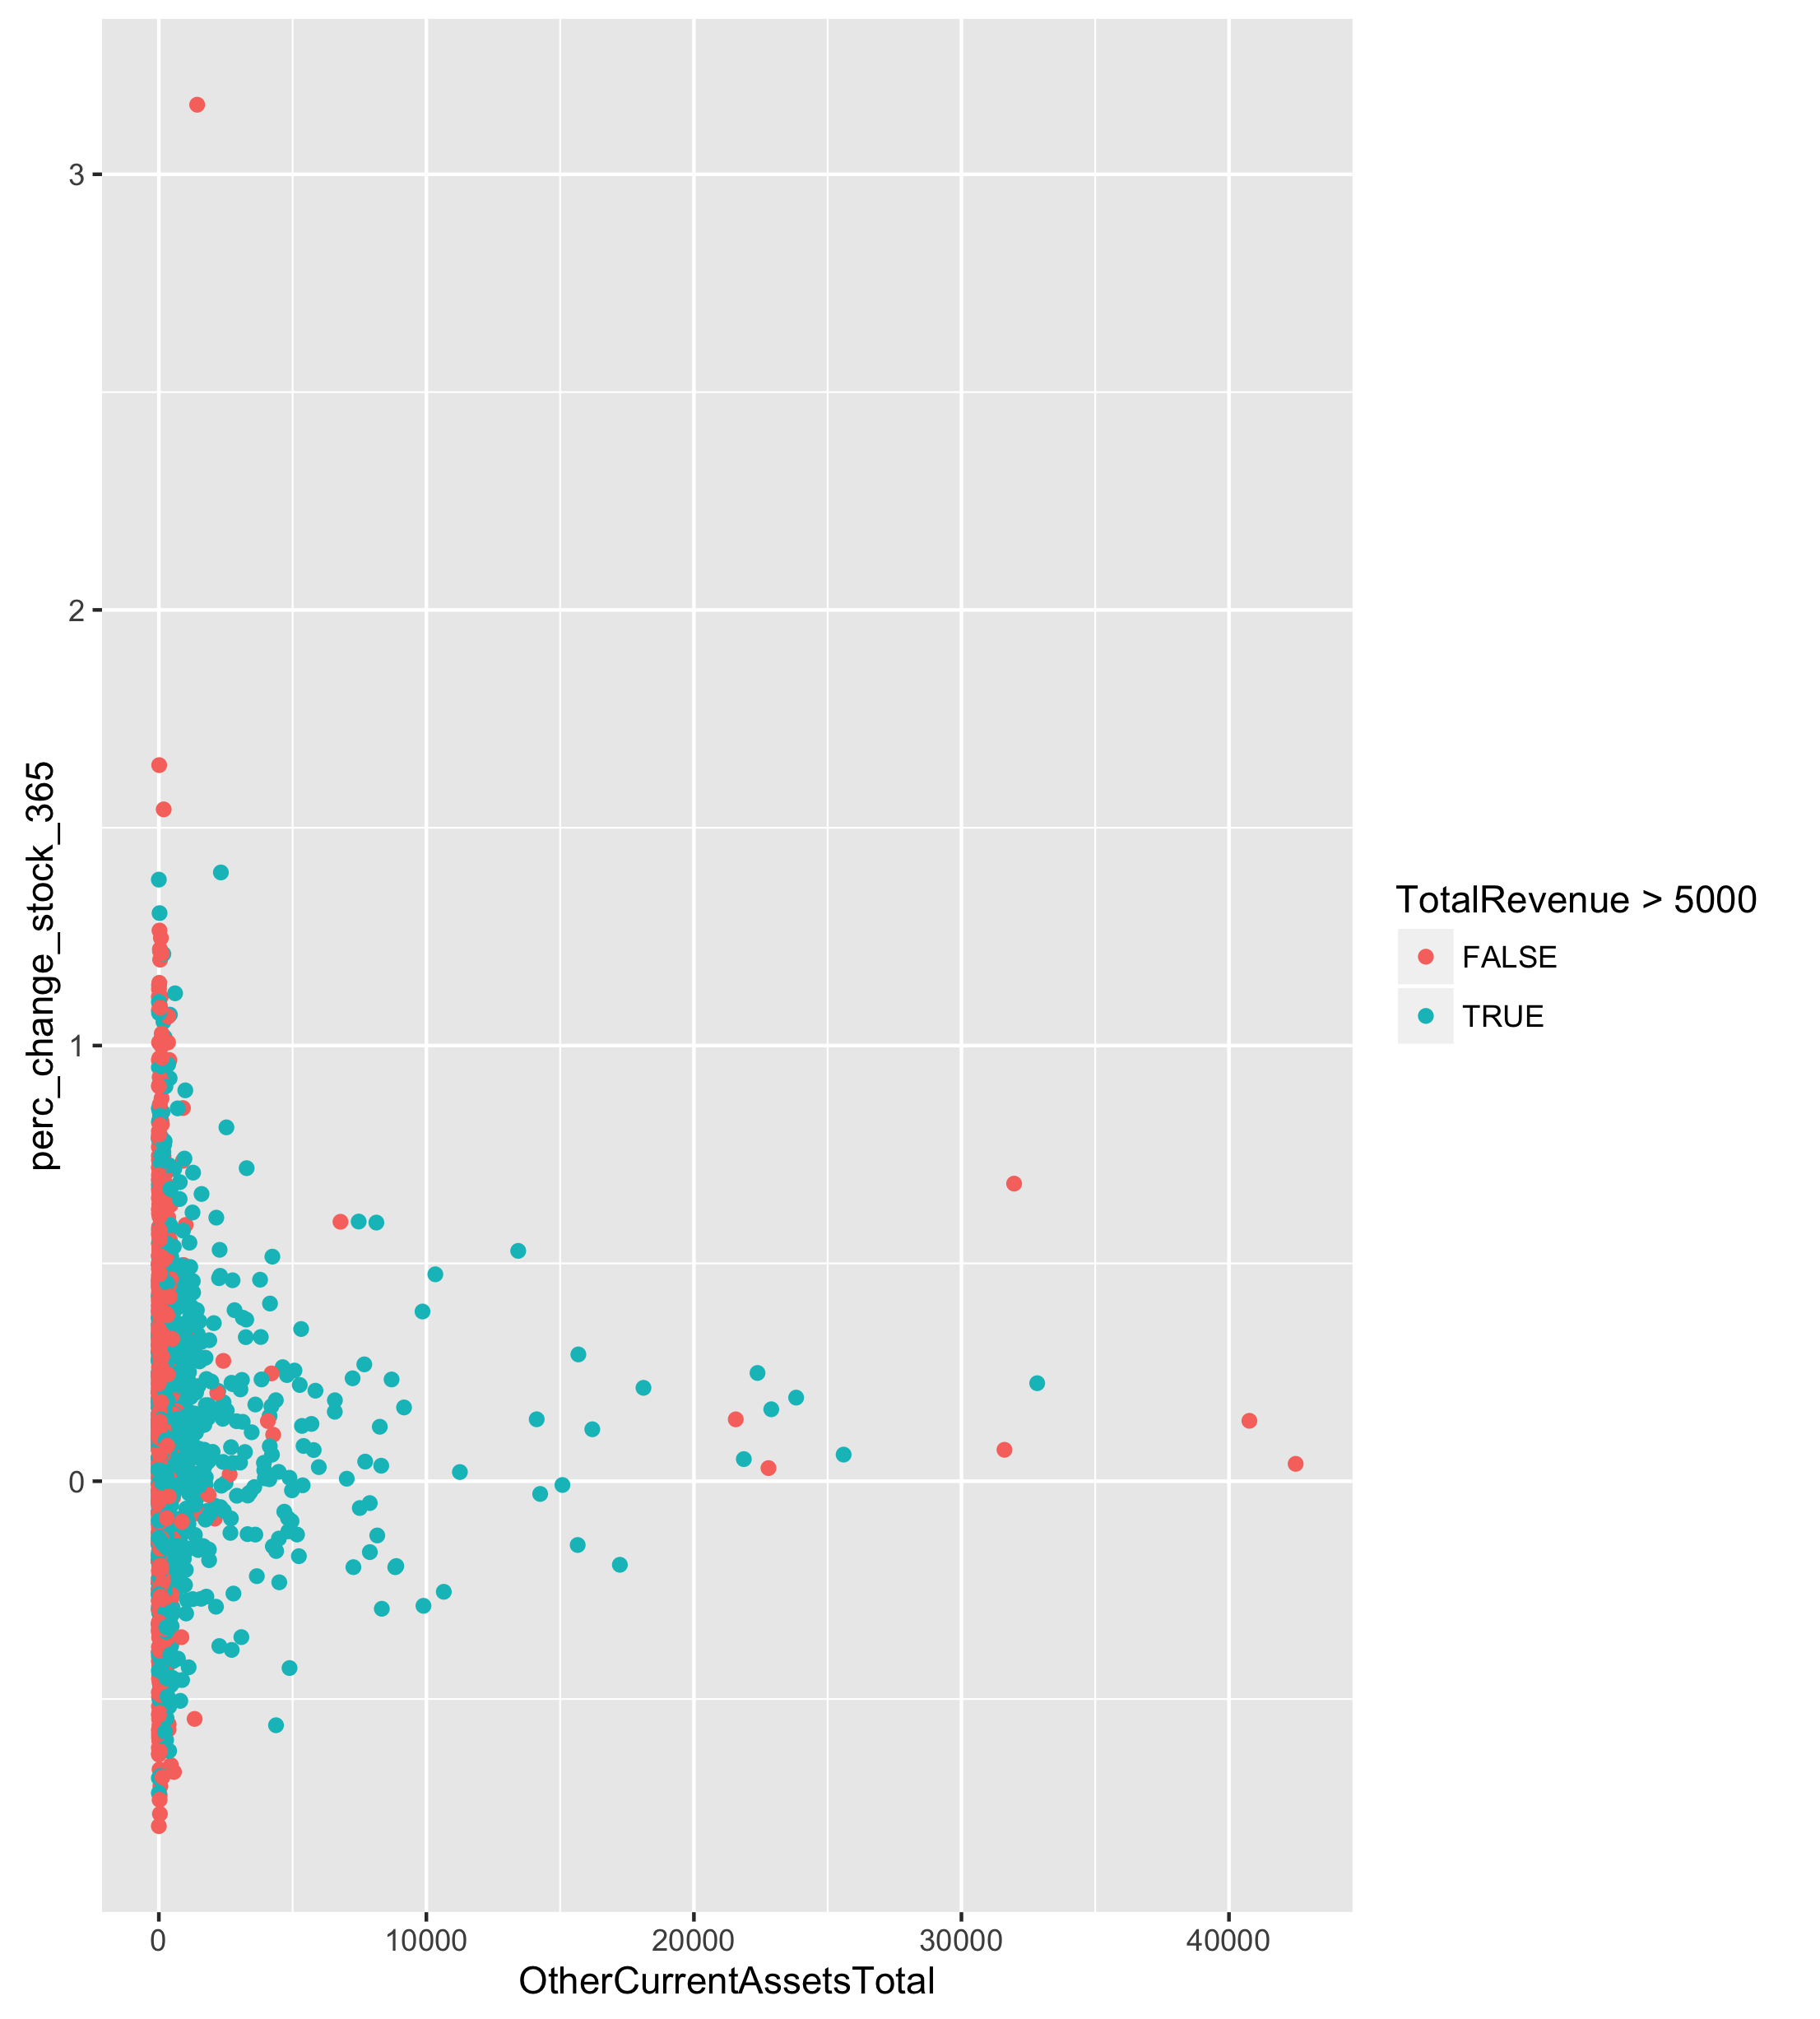 perc_change_stock_365
3
2
1
0
0
10000
20000
30000
40000
OtherCurrentAssetsTotal
TotalRevenue > 5000
FALSE
TRUE